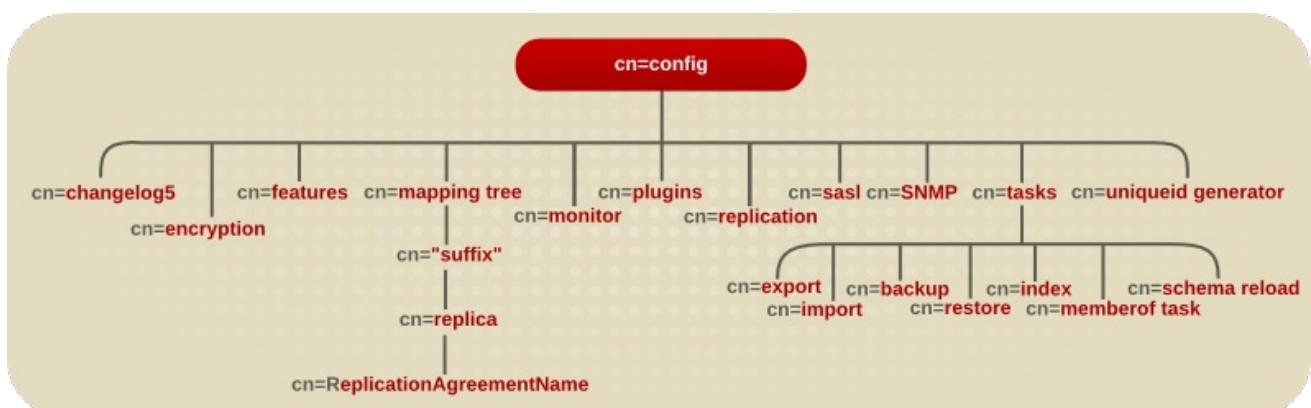 cn=config
cn=changelog5
cn=encryption
cn=features
cn=mapping tree
cn=monitor
cn=plugins
cn=replication
cn=sasl
cn=SNMP
cn=tasks
cn=uniqueid generator
cn="suffix"
cn=replica
cn=ReplicationAgreementName
cn=export
cn=import
cn=backup
cn=restore
cn=index
cn=memberof task
cn=schema reload